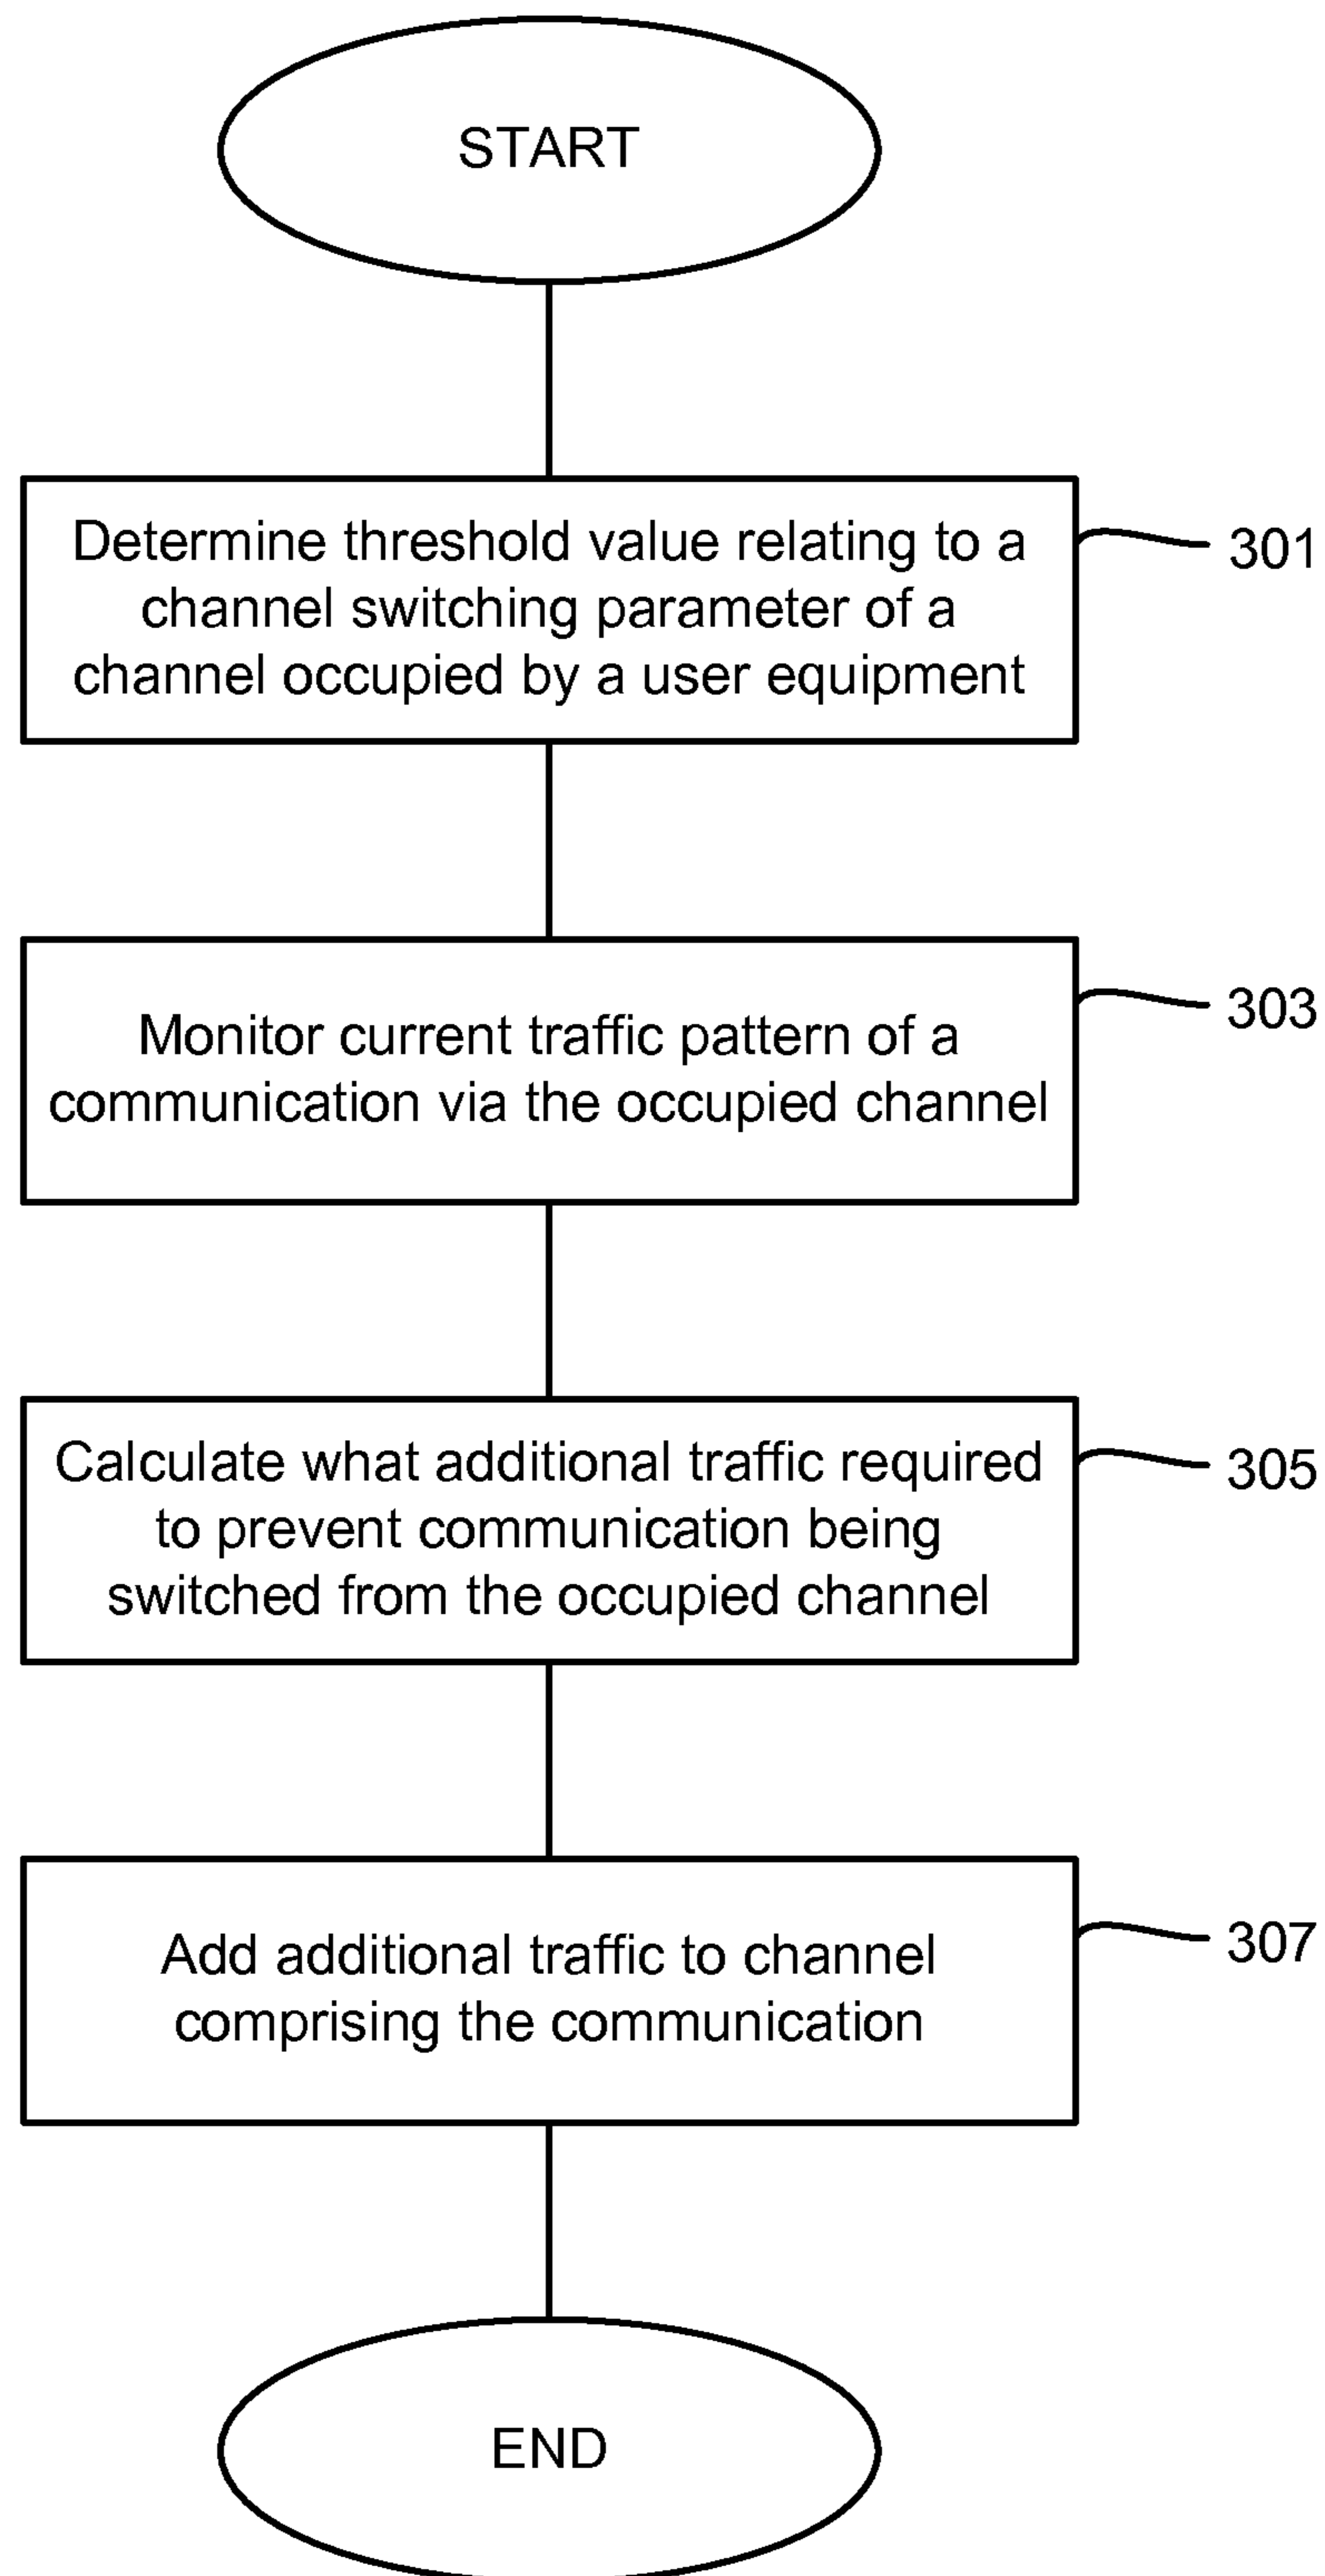 START
Determine threshold value relating to a
channel switching parameter of a
channel occupied by a user equipment
301
Monitor current traffic pattern of a
communication via the occupied channel
303
Calculate what additional traffic required
to prevent communication being
switched from the occupied channel
305
Add additional traffic to channel
comprising the communication
307
END